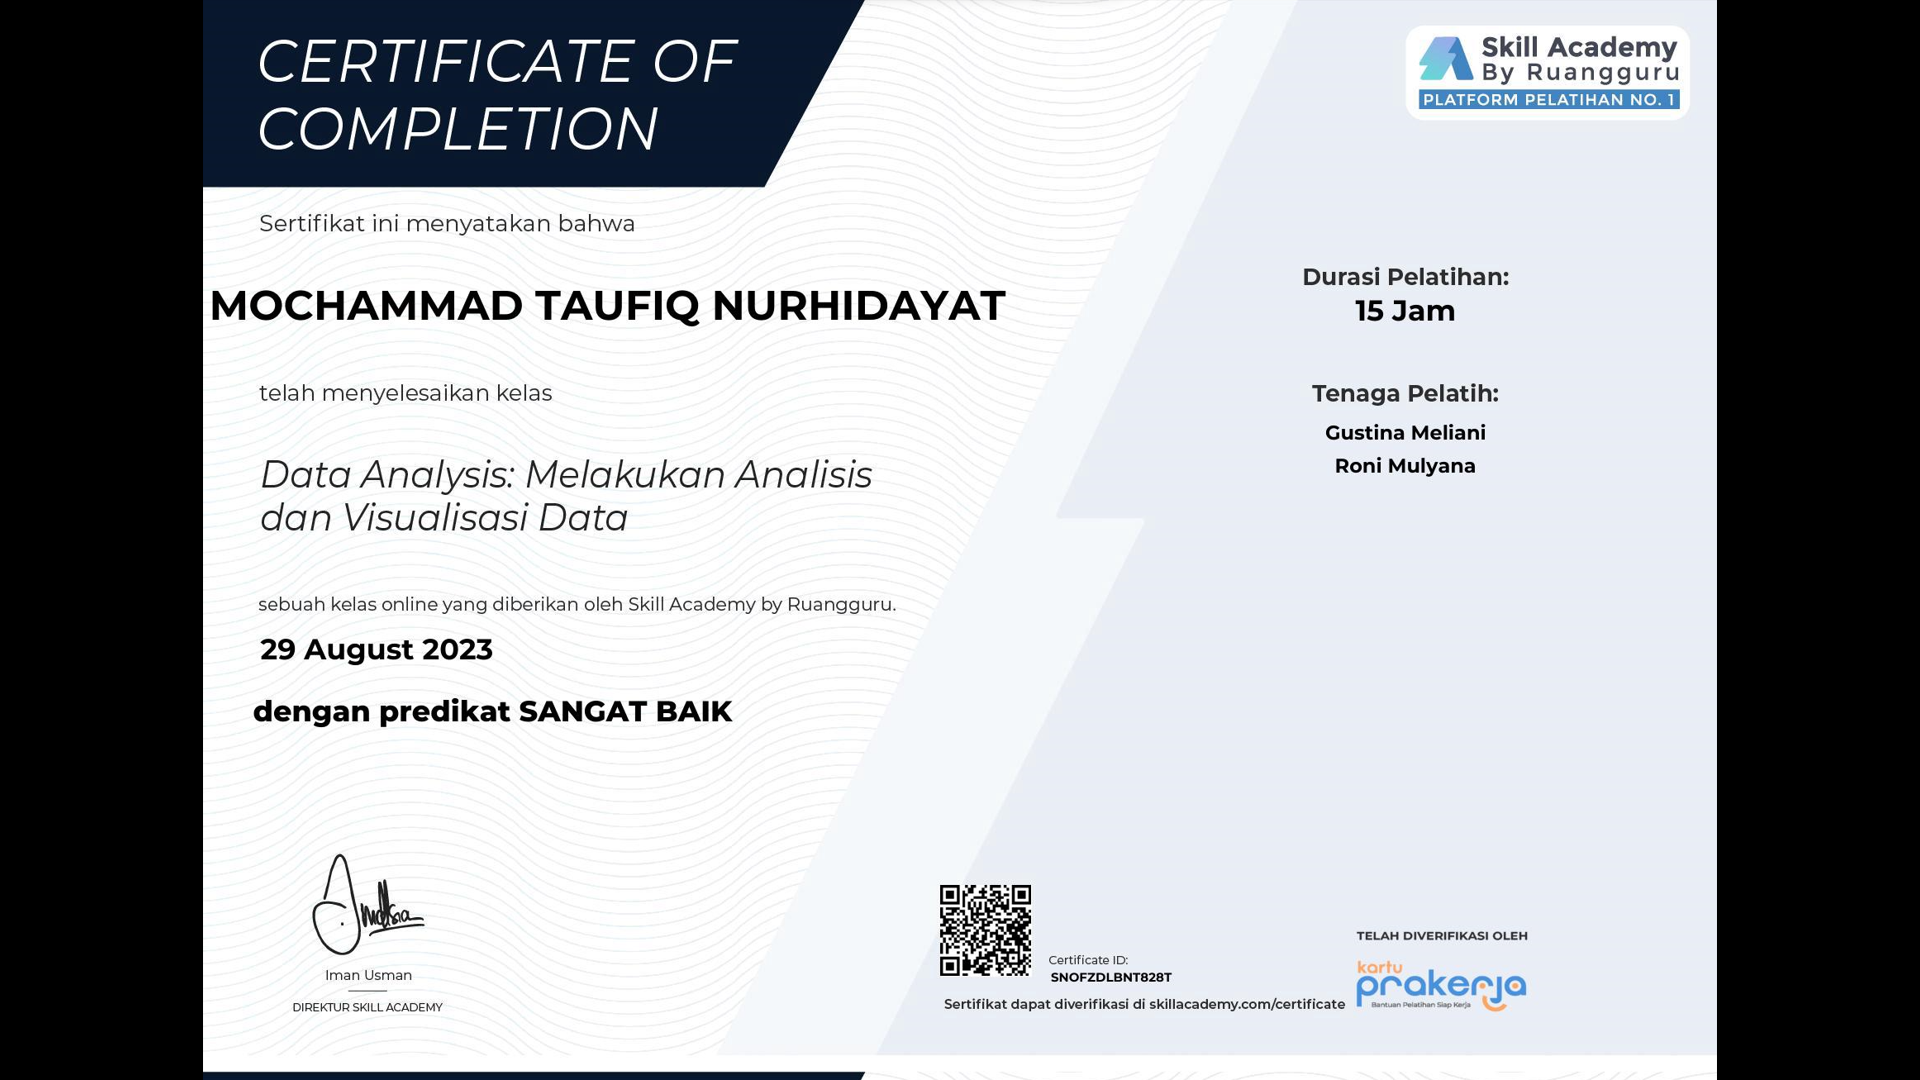 CERTIFICATE OF
COMPLETION
Skill Academy
By Ruangguru
PLATFORM PELATIHAN NO. 1
Sertifikat ini menyatakan bahwa
MOCHAMMAD TAUFIQ NURHIDAYAT
telah menyelesaikan kelas
Data Analysis: Melakukan Analisis
dan Visualisasi Data
sebuah kelas online yang diberikan oleh Skill Academy by Ruangguru.
29 August 2023
dengan predikat SANGAT BAIK
Iman Usman
DIREKTUR SKILL ACADEMY
Durasi Pelatihan:
15 Jam
Tenaga Pelatih:
Gustina Meliani
Roni Mulyana
Certificate ID:
SNOFZDLBNT828T
Sertifikat dapat diverifikasi di skillacademy.com/certificate
TELAH DIVERIFIKASI OLEH
kartu
prakerja
Bantuan Pelatihan Siap Kerja